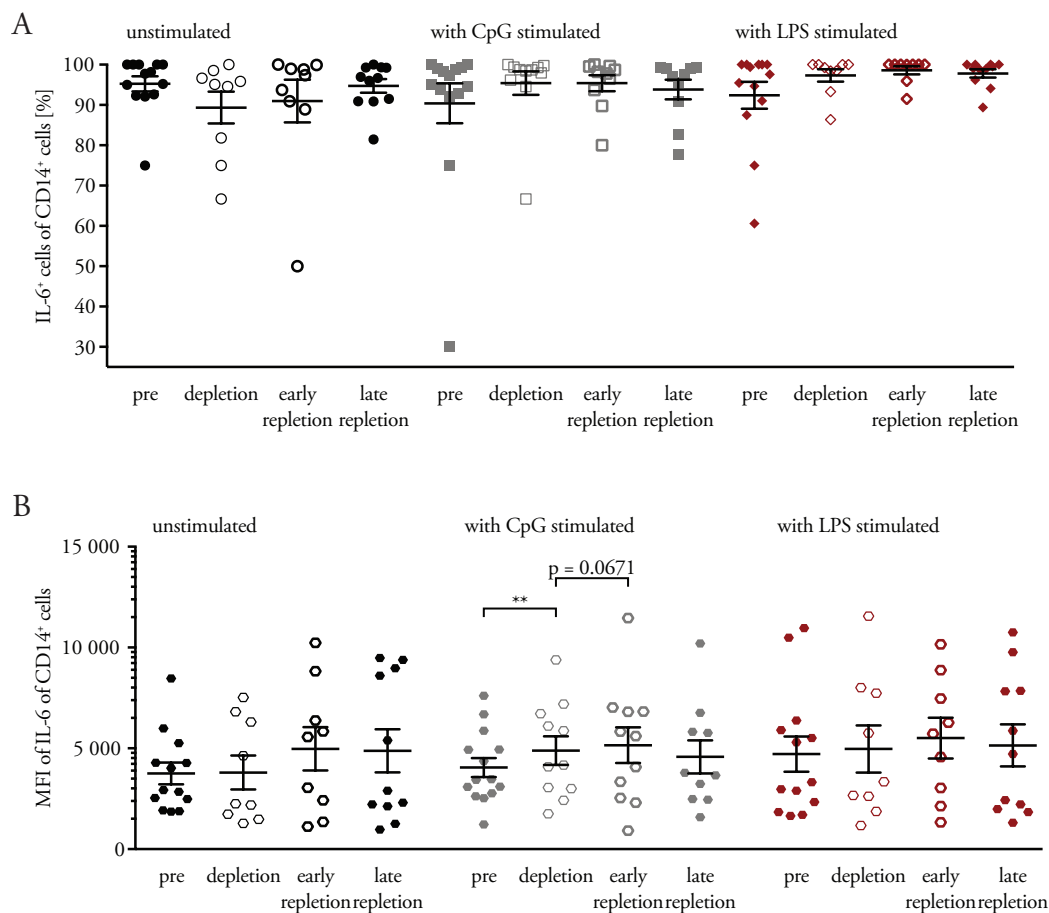 A
unstimulated
with CpG stimulated
with LPS stimulated
IL-6⁺ cells of CD14⁺ cells [%]
100
90
80
70
60
50
40
30
pre
depletion
early
repletion
late
repletion
pre
depletion
early
repletion
late
repletion
pre
depletion
early
repletion
late
repletion
B
unstimulated
with CpG stimulated
with LPS stimulated
MFI of IL-6 of CD14⁺ cells
15 000
10 000
5 000
0
**
p = 0.0671
pre
depletion
early
repletion
late
repletion
pre
depletion
early
repletion
late
repletion
pre
depletion
early
repletion
late
repletion